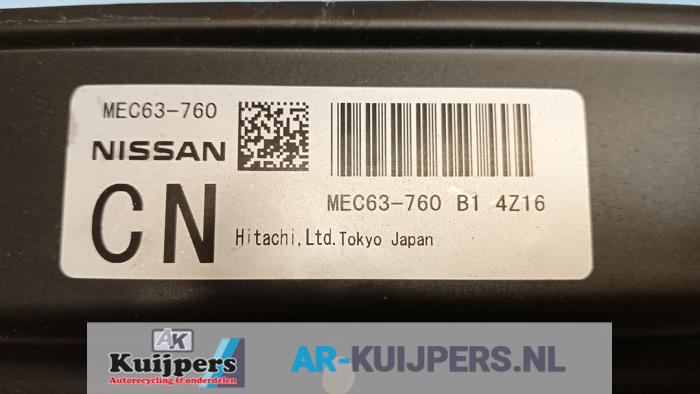 MEC63-760
NISSAN
CN
MEC63-760 B1 4Z16
Hitachi,Ltd.Tokyo Japan
AK
Kuijpers
Autorecycling & onderdelen
AR-KUIJPERS.NL